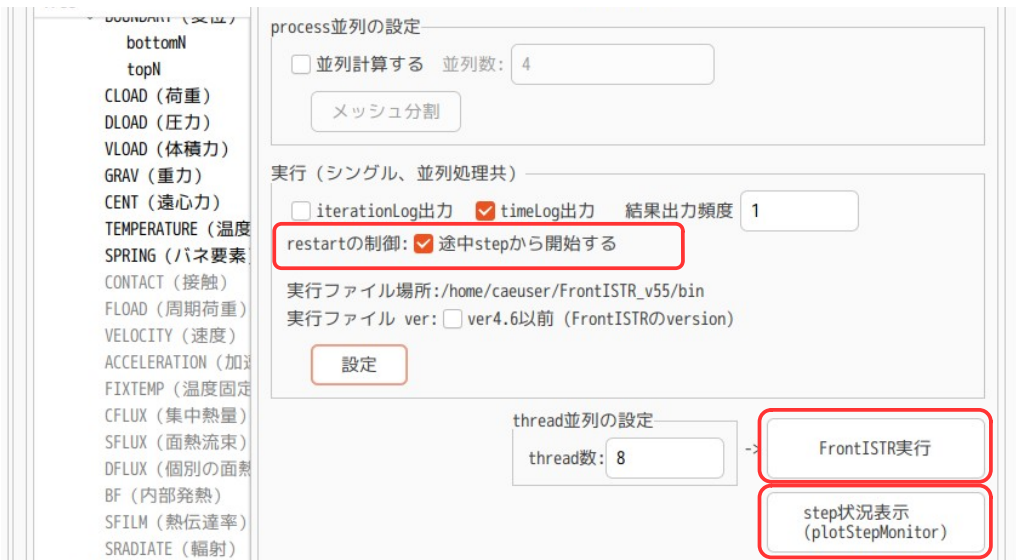 BOUNDARY (変位)
bottomN
topN
CLOAD (荷重)
DLOAD (圧力)
VLOAD (体積力)
GRAV (重力)
CENT (遠心力)
TEMPERATURE (温度
SPRING (バネ要素
CONTACT (接触)
FLOAD (周期荷重)
VELOCITY (速度)
ACCELERATION (加速
FIXTEMP (温度固定
CFLUX (集中熱量)
SFLUX (面熱流束)
DFLUX (個別の面熱
BF (内部発熱)
SFILM (熱伝達率)
SRADIATE (輻射)
process並列の設定
並列計算する 並列数: 4
メッシュ分割
実行 (シングル、並列処理共)
iterationLog出力 timeLog出力 結果出力頻度 1
restartの制御: 途中stepから開始する
実行ファイル場所:/home/caeuser/FrontISTR_v55/bin
実行ファイル ver: ver4.6以前 (FrontISTRのversion)
設定
thread並列の設定
thread数: 8
->
FrontISTR実行
step状況表示
(plotStepMonitor)